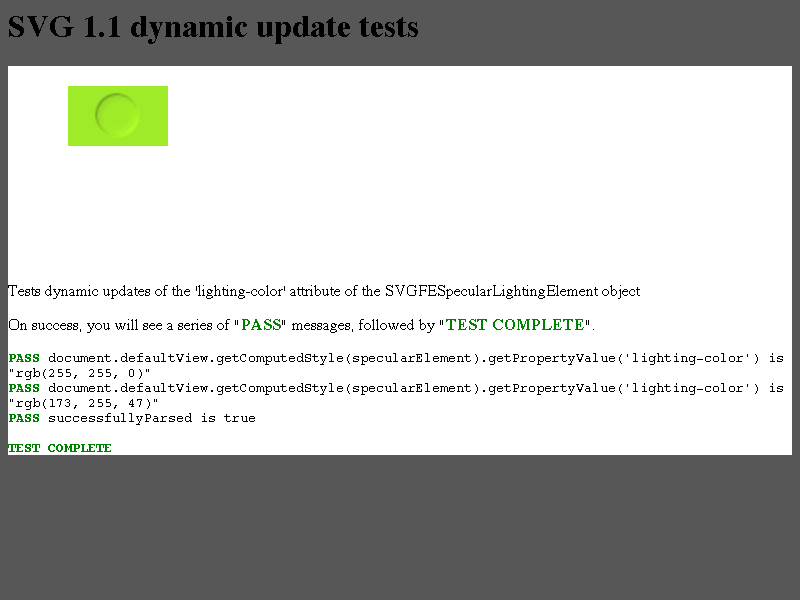 SVG 1.1 dynamic update tests
Tests dynamic updates of the 'lighting-color' attribute of the SVGFESpecularLightingElement object
On success, you will see a series of "PASS" messages, followed by "TEST COMPLETE".
PASS document.defaultView.getComputedStyle(specularElement).getPropertyValue('lighting-color') is
"rgb(255, 255, 0)"
PASS document.defaultView.getComputedStyle(specularElement).getPropertyValue('lighting-color') is
"rgb(173, 255, 47)"
PASS successfullyParsed is true
TEST COMPLETE